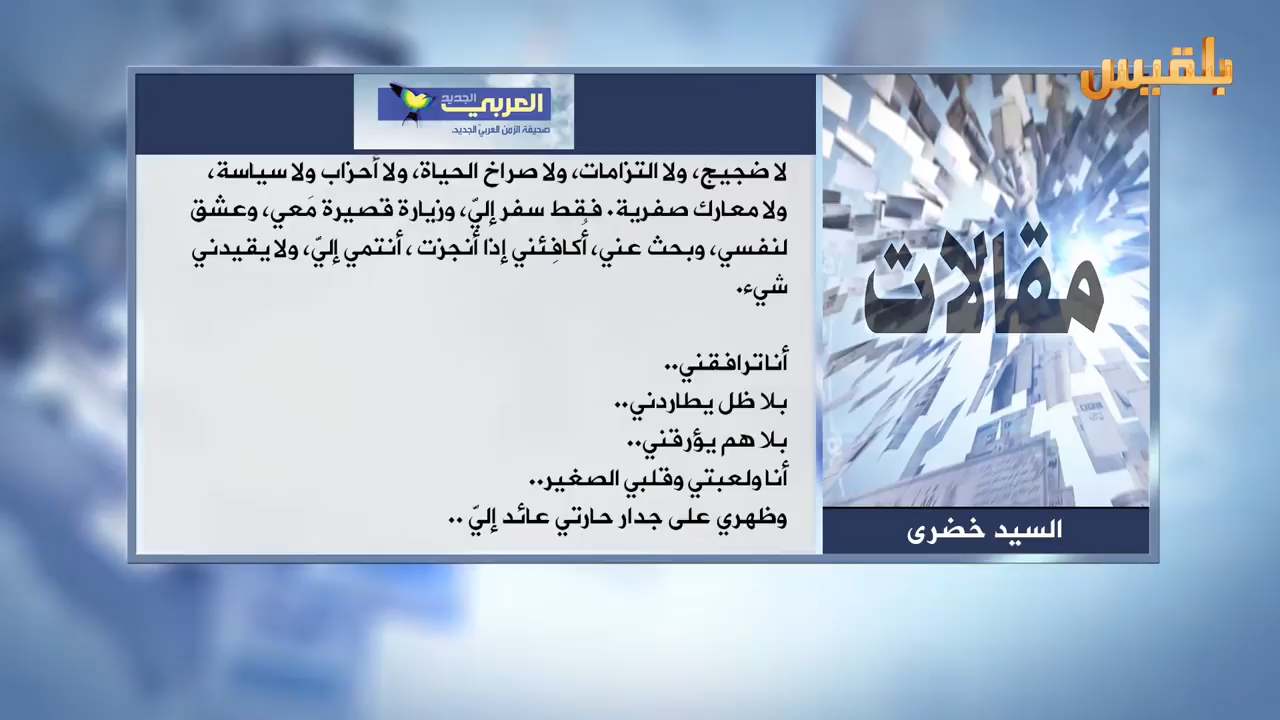 بلقيس
العربي الجديد
صحيفة الزمن العربيّ الجديد.
لا ضجيج، ولا التزامات، ولا صراخ الحياة، ولا أحزاب ولا سياسة،
ولا معارك صفرية. فقط سفر إليّ، وزيارة قصيرة مَعي، وعشق
لنفسي، وبحث عني، أُكافِئني إذا أنجزت ، أنتمي إليّ، ولا يقيدني
شيء.
أنا ترافقني..
بلا ظل يطاردني..
بلا هم يؤرقني..
أنا ولعبتي وقلبي الصغير..
وظهري على جدار حارتي عائد إليّ ..
مقالات
السيد خضرى